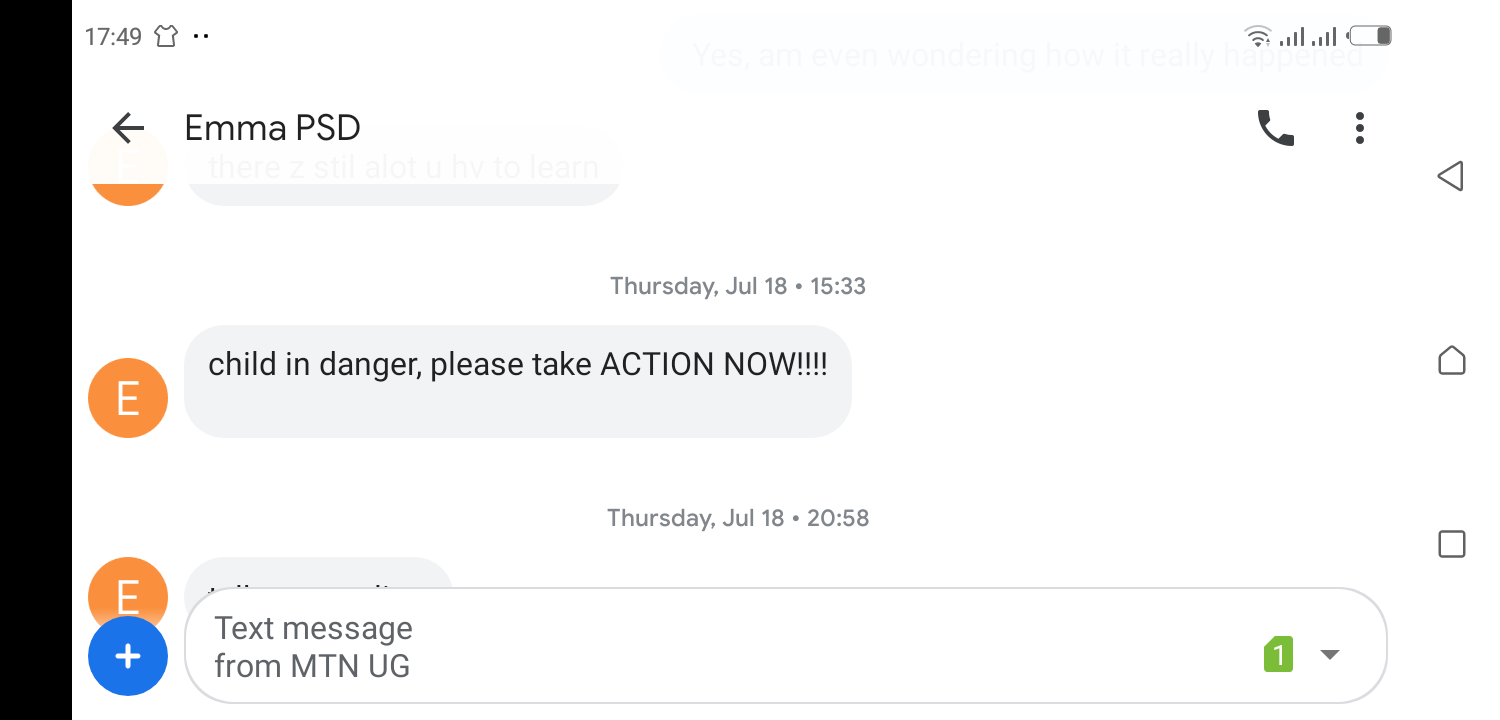 17:49
Yes, am even wondering how it really happened
Emma PSD
there z stil alot u hv to learn
Thursday, Jul 18 • 15:33
child in danger, please take ACTION NOW!!!!
E
Thursday, Jul 18 • 20:58
E
Text message
from MTN UG
1